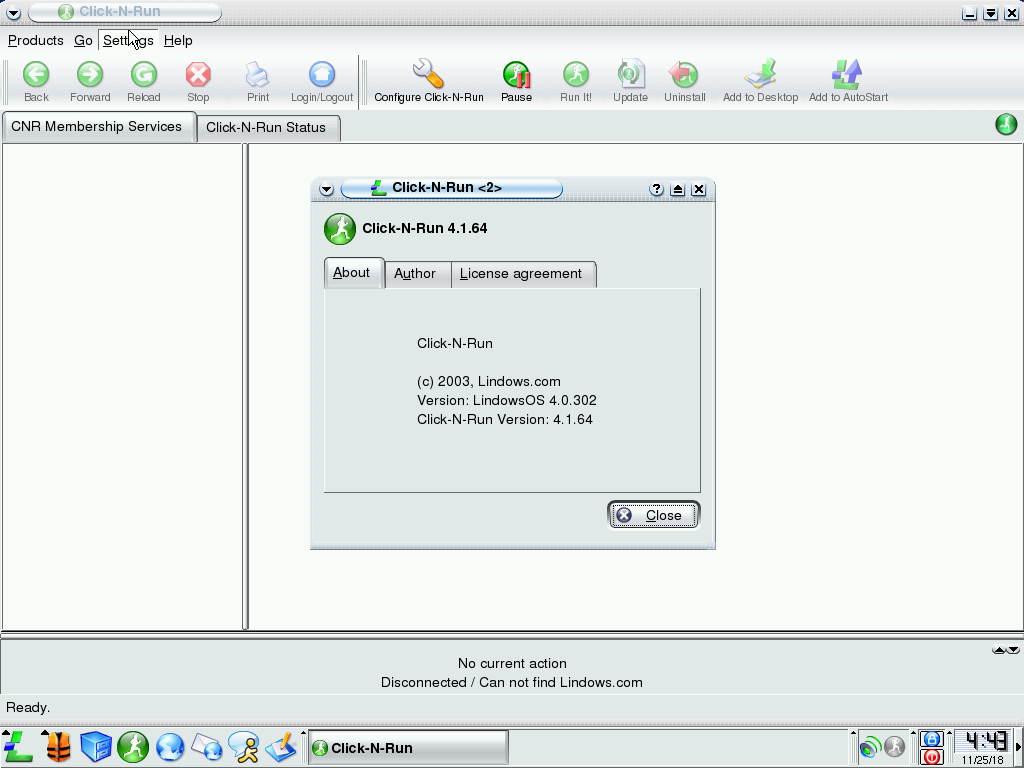 Click-N-Run
Products Go Settings Help
Back Forward Reload Stop Print Login/Logout Configure Click-N-Run Pause Run It! Update Uninstall Add to Desktop Add to AutoStart
CNR Membership Services Click-N-Run Status
Click-N-Run <2>
Click-N-Run 4.1.64
About Author License agreement
Click-N-Run
(c) 2003, Lindows.com
Version: LindowsOS 4.0.302
Click-N-Run Version: 4.1.64
Close
No current action
Disconnected / Can not find Lindows.com
Ready.
Click-N-Run
4:43
11/25/18